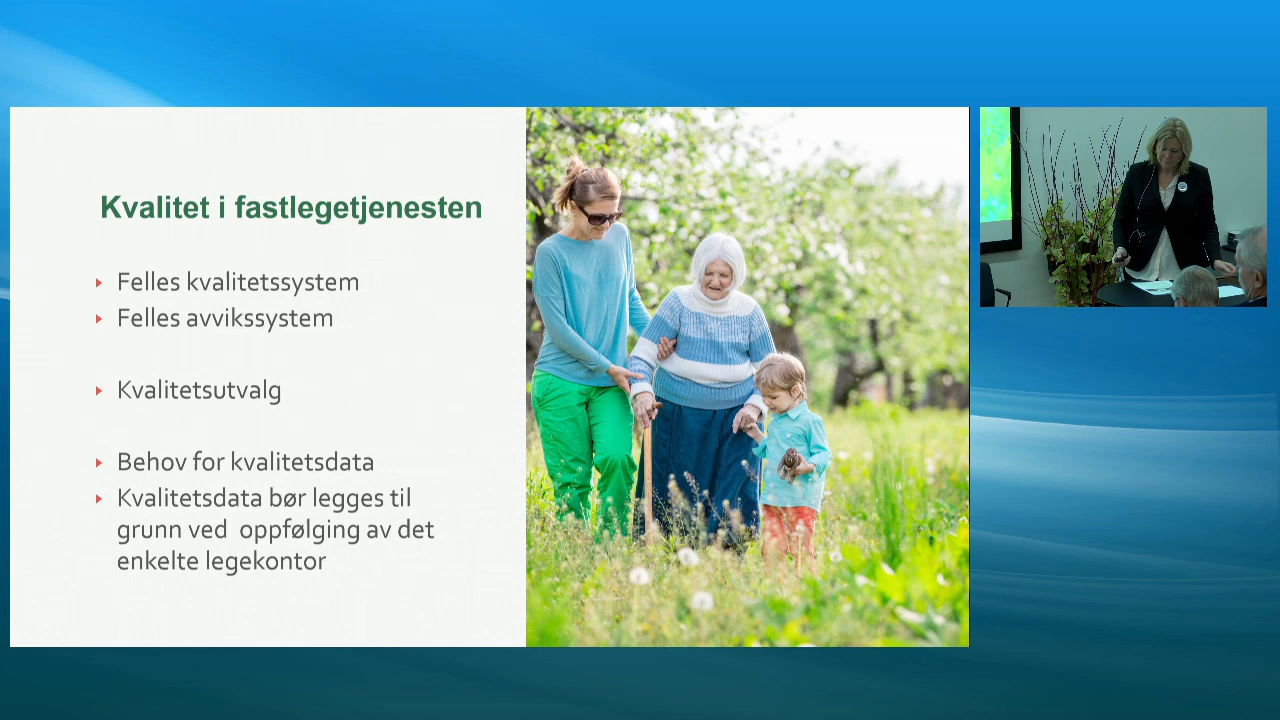 Kvalitet i fastlegetjenesten
Felles kvalitetssystem
Felles avvikssystem
Kvalitetsutvalg
Behov for kvalitetsdata
Kvalitetsdata bør legges til
grunn ved  oppfølging av det
enkelte legekontor